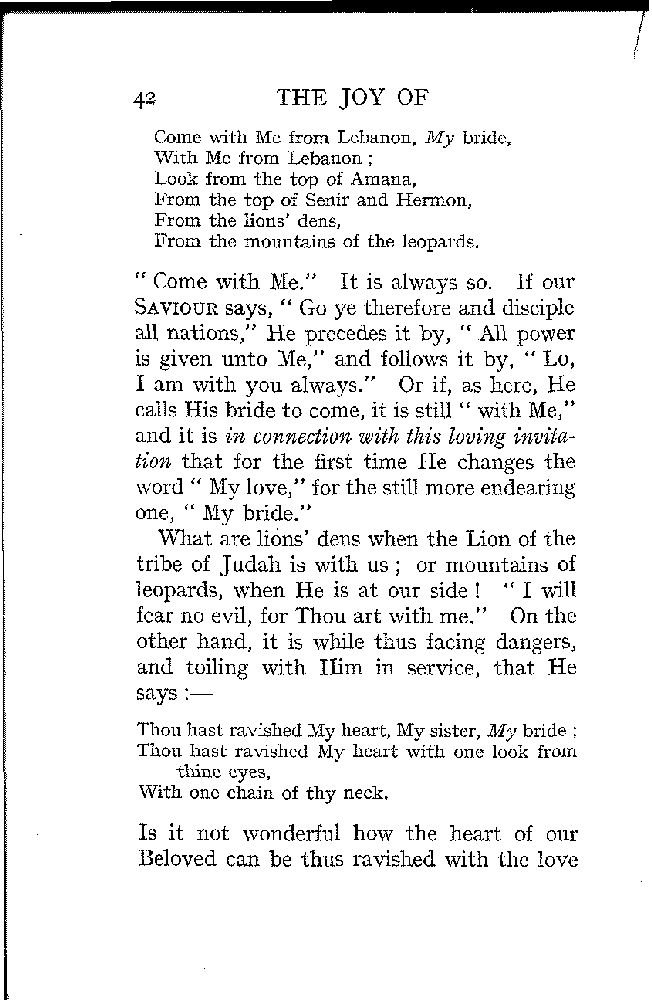 42 THE JOY OF
Come with Me from Lebanon, My bride,
With Me from Lebanon ;
Look from the top of Amana,
From the top of Senir and Hermon,
From the lions' dens,
From the mountains of the leopards.
“ Come with Me.” It is always so. If our
SAVIOUR says, “ Go ye therefore and disciple
all nations,” He precedes it by, “ All power
is given unto Me,” and follows it by, “ Lo,
I am with you always.” Or if, as here, He
calls His bride to come, it is still “ with Me,”
and it is in connection with this loving invita-
tion that for the first time He changes the
word “ My love,” for the still more endearing
one, “ My bride.”
What are lions' dens when the Lion of the
tribe of Judah is with us ; or mountains of
leopards, when He is at our side ! “ I will
fear no evil, for Thou art with me.” On the
other hand, it is while thus facing dangers,
and toiling with Him in service, that He
says :—
Thou hast ravished My heart, My sister, My bride ;
Thou hast ravished My heart with one look from
thine eyes,
With one chain of thy neck.
Is it not wonderful how the heart of our
Beloved can be thus ravished with the love